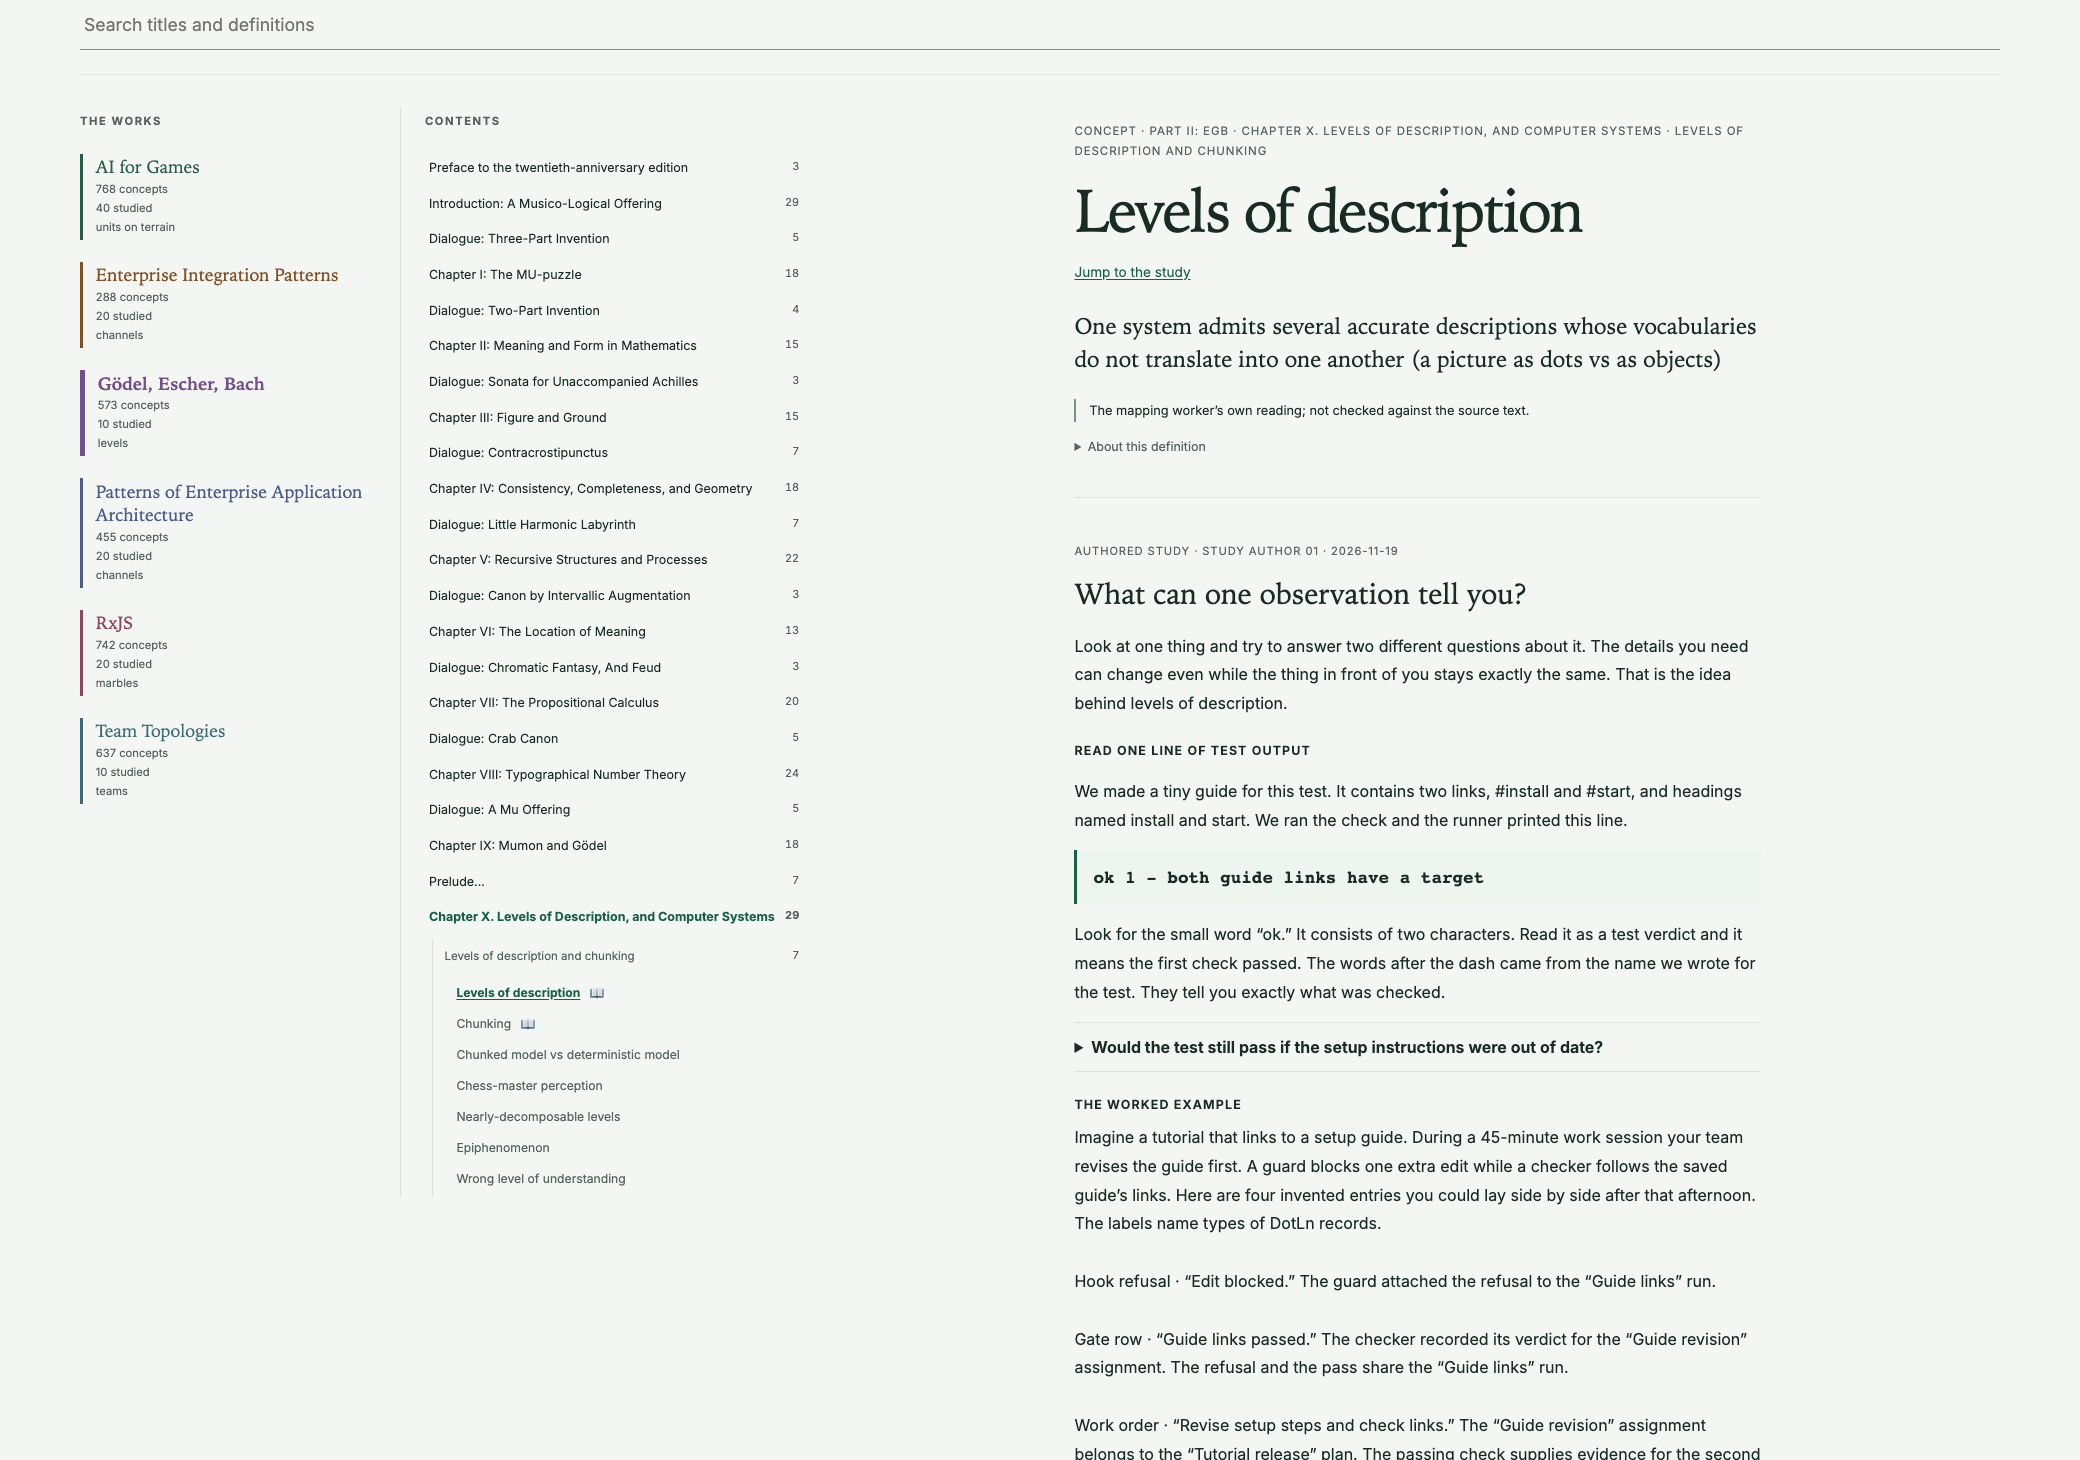 Search titles and definitions
THE WORKS
AI for Games
768 concepts
40 studied
units on terrain
Enterprise Integration Patterns
288 concepts
20 studied
channels
Gödel, Escher, Bach
573 concepts
10 studied
levels
Patterns of Enterprise Application
Architecture
455 concepts
20 studied
channels
RxJS
742 concepts
20 studied
marbles
Team Topologies
637 concepts
10 studied
teams
CONTENTS
Preface to the twentieth-anniversary edition 3
Introduction: A Musico-Logical Offering 29
Dialogue: Three-Part Invention 5
Chapter I: The MU-puzzle 18
Dialogue: Two-Part Invention 4
Chapter II: Meaning and Form in Mathematics 15
Dialogue: Sonata for Unaccompanied Achilles 3
Chapter III: Figure and Ground 15
Dialogue: Contracrostipunctus 7
Chapter IV: Consistency, Completeness, and Geometry 18
Dialogue: Little Harmonic Labyrinth 7
Chapter V: Recursive Structures and Processes 22
Dialogue: Canon by Intervallic Augmentation 3
Chapter VI: The Location of Meaning 13
Dialogue: Chromatic Fantasy, And Feud 3
Chapter VII: The Propositional Calculus 20
Dialogue: Crab Canon 5
Chapter VIII: Typographical Number Theory 24
Dialogue: A Mu Offering 5
Chapter IX: Mumon and Gödel 18
Prelude... 7
Chapter X. Levels of Description, and Computer Systems 29
Levels of description and chunking 7
Levels of description
Chunking
Chunked model vs deterministic model
Chess-master perception
Nearly-decomposable levels
Epiphenomenon
Wrong level of understanding
CONCEPT · PART II: EGB · CHAPTER X. LEVELS OF DESCRIPTION, AND COMPUTER SYSTEMS · LEVELS OF
DESCRIPTION AND CHUNKING
Levels of description
Jump to the study
One system admits several accurate descriptions whose vocabularies
do not translate into one another (a picture as dots vs as objects)
The mapping worker’s own reading; not checked against the source text.
About this definition
AUTHORED STUDY · STUDY AUTHOR 01 · 2026-11-19
What can one observation tell you?
Look at one thing and try to answer two different questions about it. The details you need
can change even while the thing in front of you stays exactly the same. That is the idea
behind levels of description.
READ ONE LINE OF TEST OUTPUT
We made a tiny guide for this test. It contains two links, #install and #start, and headings
named install and start. We ran the check and the runner printed this line.
ok 1 – both guide links have a target
Look for the small word “ok.” It consists of two characters. Read it as a test verdict and it
means the first check passed. The words after the dash came from the name we wrote for
the test. They tell you exactly what was checked.
Would the test still pass if the setup instructions were out of date?
THE WORKED EXAMPLE
Imagine a tutorial that links to a setup guide. During a 45-minute work session your team
revises the guide first. A guard blocks one extra edit while a checker follows the saved
guide’s links. Here are four invented entries you could lay side by side after that afternoon.
The labels name types of DotLn records.
Hook refusal · “Edit blocked.” The guard attached the refusal to the “Guide links” run.
Gate row · “Guide links passed.” The checker recorded its verdict for the “Guide revision”
assignment. The refusal and the pass share the “Guide links” run.
Work order · “Revise setup steps and check links.” The “Guide revision” assignment
belongs to the “Tutorial release” plan. The passing check supplies evidence for the second